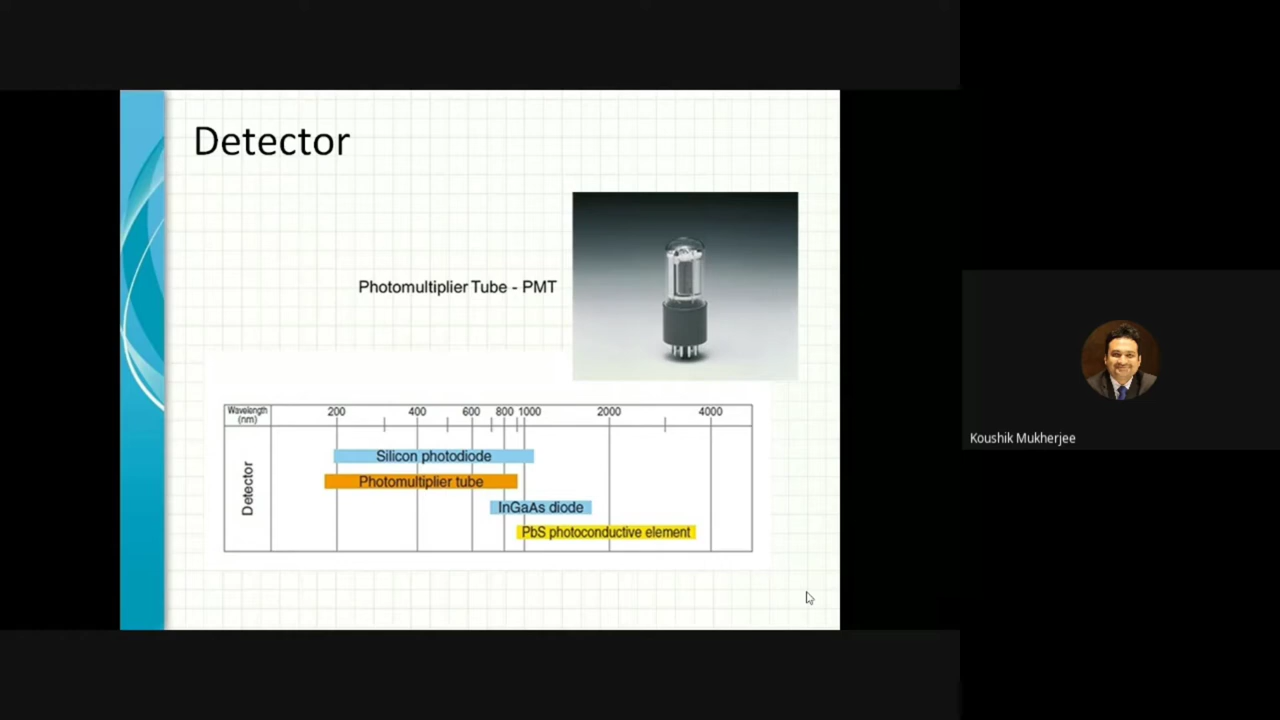 Detector
Photomultiplier Tube - PMT
Wavelength (nm) 200 400 600 800 1000 2000 4000
Detector
Silicon photodiode
Photomultiplier tube
InGaAs diode
PbS photoconductive element
Koushik Mukherjee